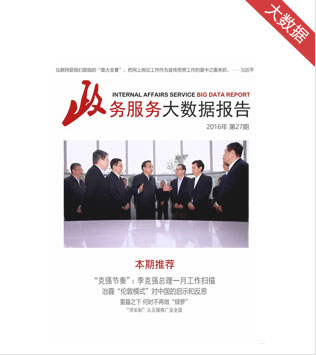 大数据
互联网是我们面临的“最大变量”，把网上舆论工作作为宣传思想工作的重中之重来抓。——习近平
INTERNAL AFFAIRS SERVICE BIG DATA REPORT
政务服务大数据报告
2016年 第27期
本期推荐
“克强节奏”：李克强总理一月工作扫描
治霾“伦敦模式”对中国的启示和反思
重霾之下 何时不再做“绿萝”